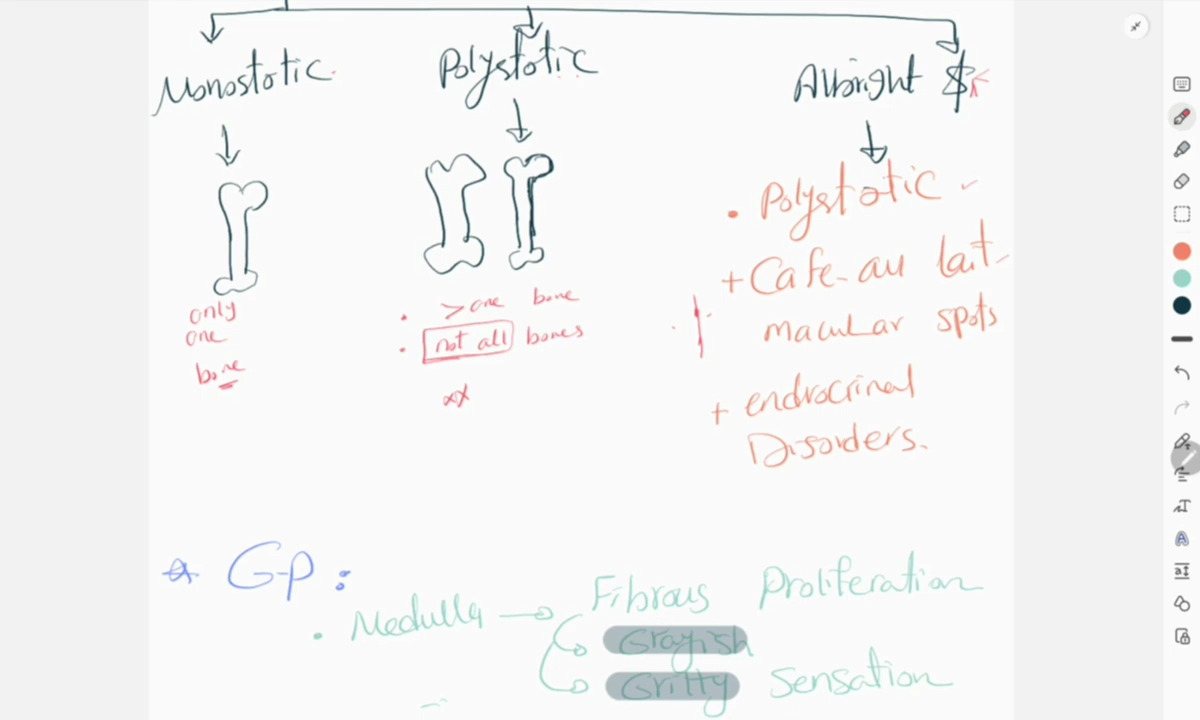 Monostotic
Polystotic
Albright $
only
one
bone
. > one bone
. not all bones
. Polystotic
+ Cafe-au lait
macular spots
+ endrocrinal
Disorders.
* GP :
. Medulla → Fibrous Proliferation
Grayish
Gritty Sensation